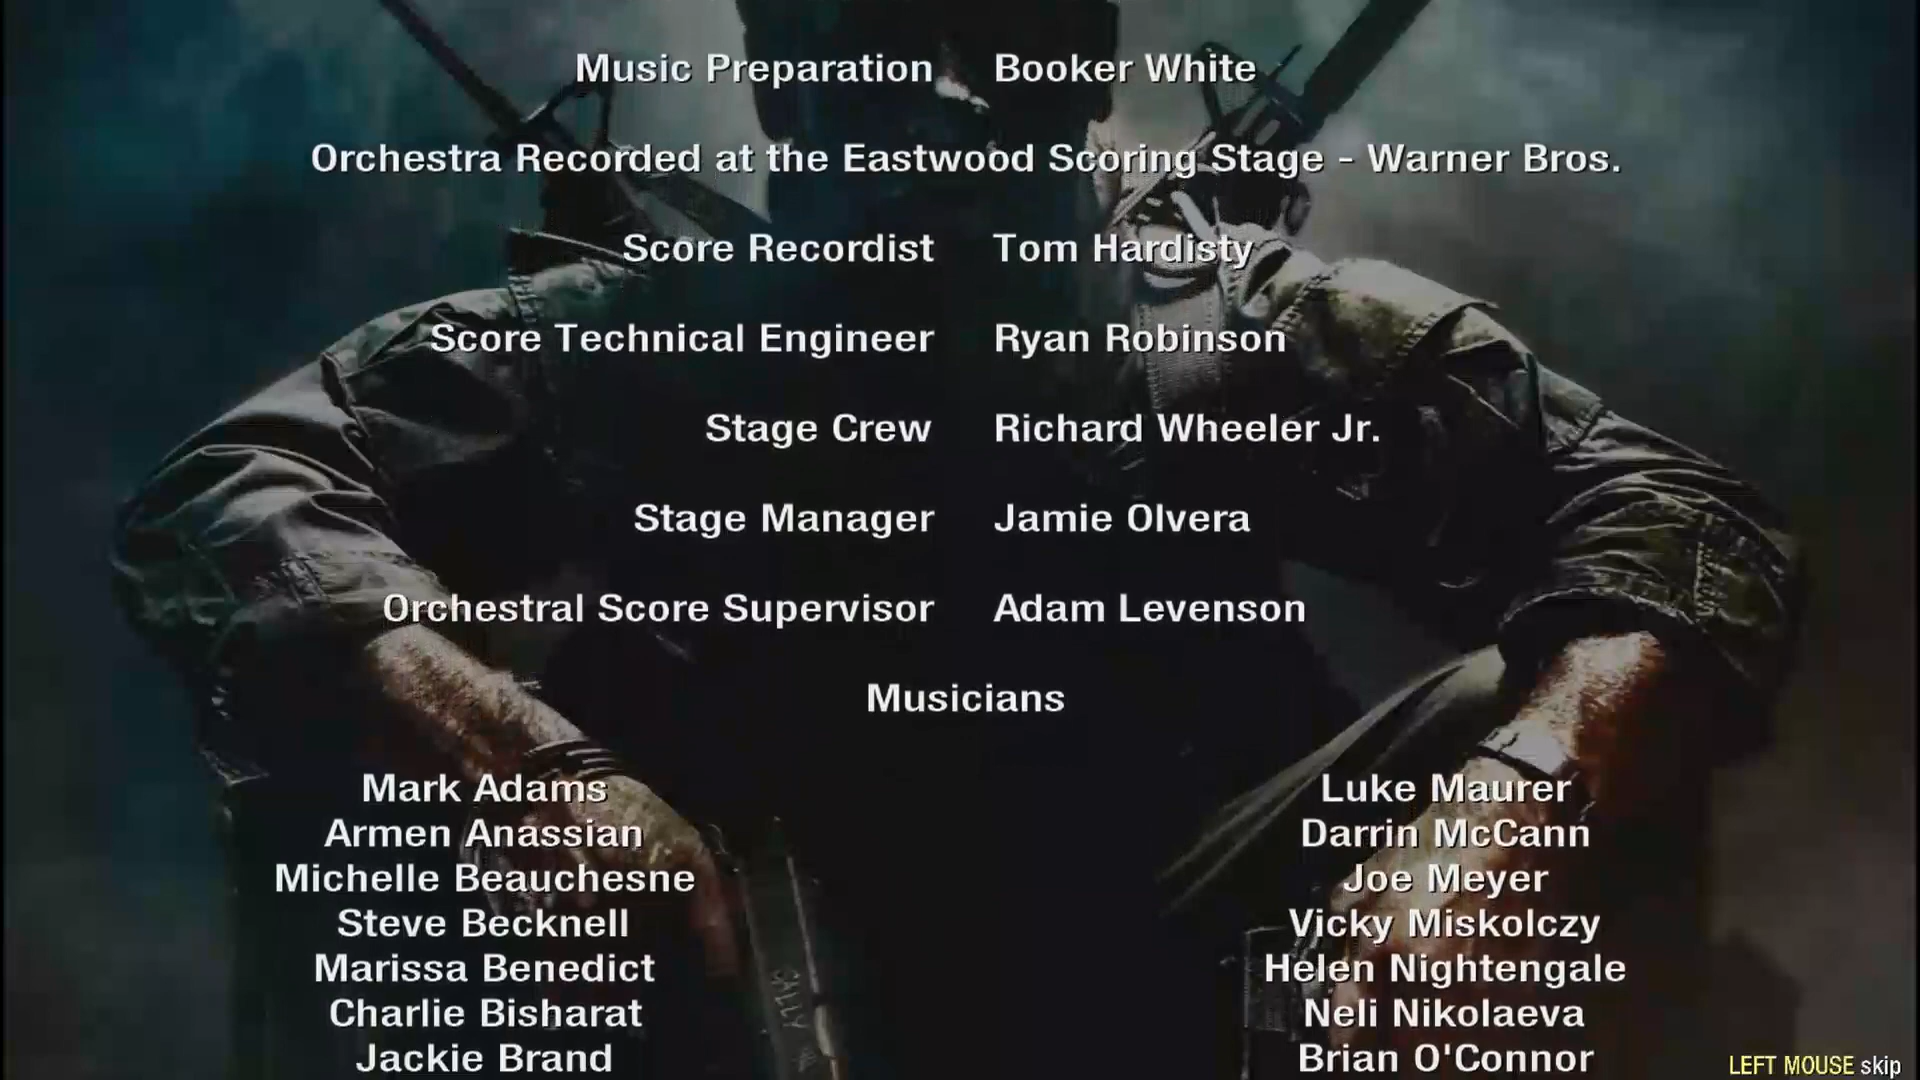 Music Preparation Booker White
Orchestra Recorded at the Eastwood Scoring Stage - Warner Bros.
Score Recordist Tom Hardisty
Score Technical Engineer Ryan Robinson
Stage Crew Richard Wheeler Jr.
Stage Manager Jamie Olvera
Orchestral Score Supervisor Adam Levenson
Musicians
Mark Adams
Armen Anassian
Michelle Beauchesne
Steve Becknell
Marissa Benedict
Charlie Bisharat
Jackie Brand
Luke Maurer
Darrin McCann
Joe Meyer
Vicky Miskolczy
Helen Nightengale
Neli Nikolaeva
Brian O'Connor
SALLY
LEFT MOUSE skip